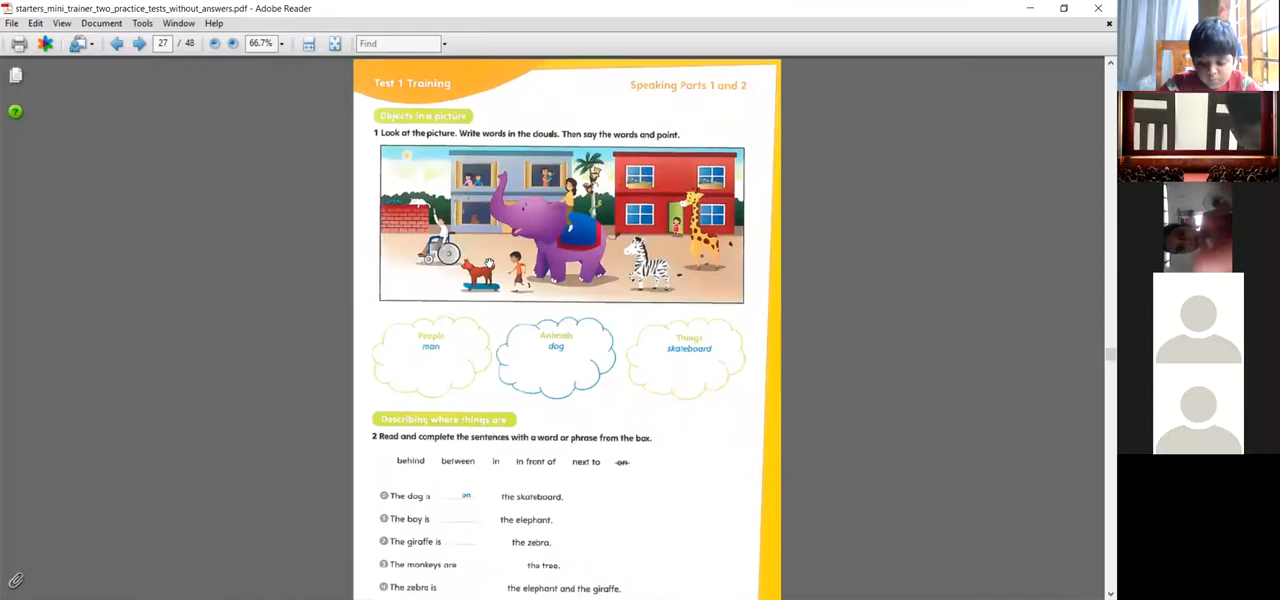 starters_mini_trainer_two_practice_tests_without_answers.pdf - Adobe Reader
File Edit View Document Tools Window Help
27 / 48 66.7% Find
Test 1 Training
Speaking Parts 1 and 2
Objects in a picture
1 Look at the picture. Write words in the clouds. Then say the words and point.
People
man
Animals
dog
Things
skateboard
Describing where things are
2 Read and complete the sentences with a word or phrase from the box.
behind between in in front of next to on
0 The dog is on the skateboard.
1 The boy is the elephant.
2 The giraffe is the zebra.
3 The monkeys are the tree.
4 The zebra is the elephant and the giraffe.